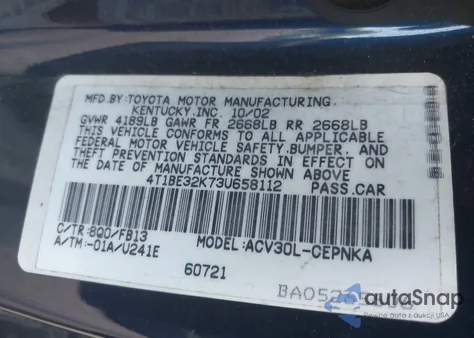 MFD.BY TOYOTA MOTOR MANUFACTURING,
KENTUCKY,INC. 10/02
GVWR 4189LB GAWR FR 2668LB RR 2668LB
THIS VEHICLE CONFORMS TO ALL APPLICABLE
FEDERAL MOTOR VEHICLE SAFETY,BUMPER, AND
THEFT PREVENTION STANDARDS IN EFFECT ON
THE DATE OF MANUFACTURE SHOWN ABOVE
4T1BE32K73U658112 PASS.CAR
C/TR:8Q0/FB13 MODEL:ACV30L-CEPNKA
A/TM:-01A/U241E
60721
autoSnap